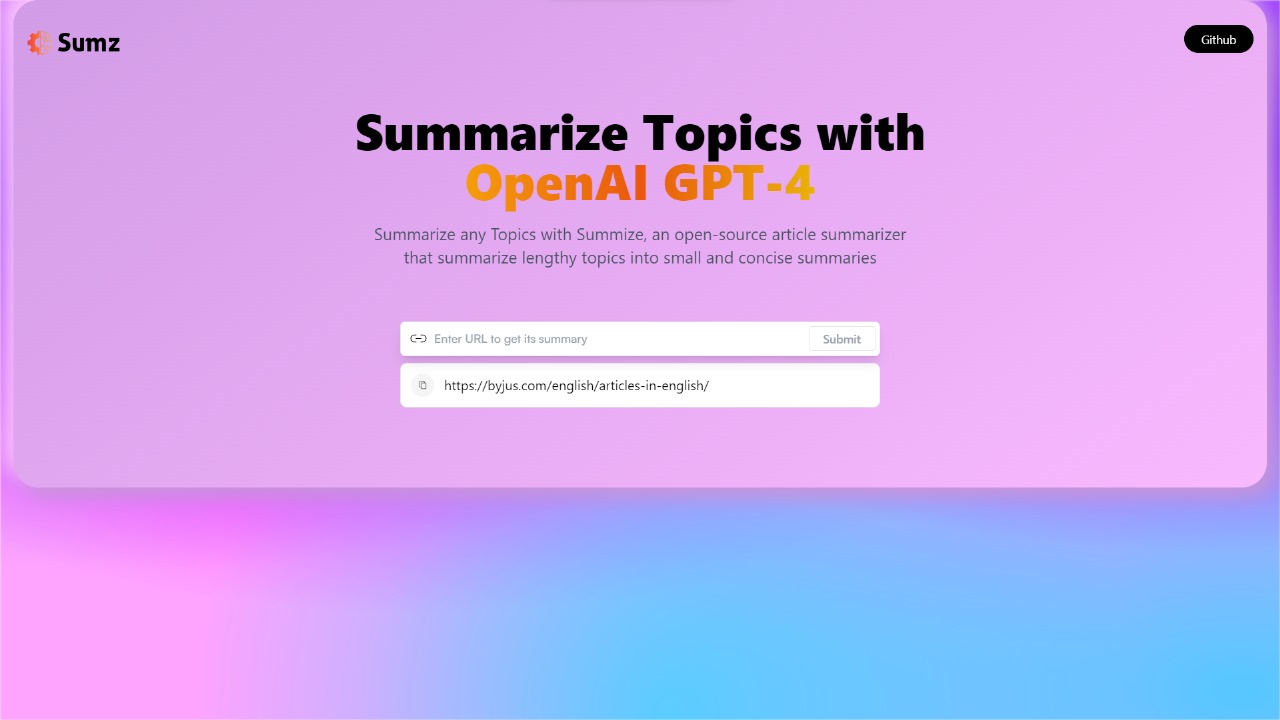 Sumz
Github
Summarize Topics with
OpenAI GPT-4
Summarize any Topics with Summize, an open-source article summarizer
that summarize lengthy topics into small and concise summaries
Enter URL to get its summary
Submit
https://byjus.com/english/articles-in-english/